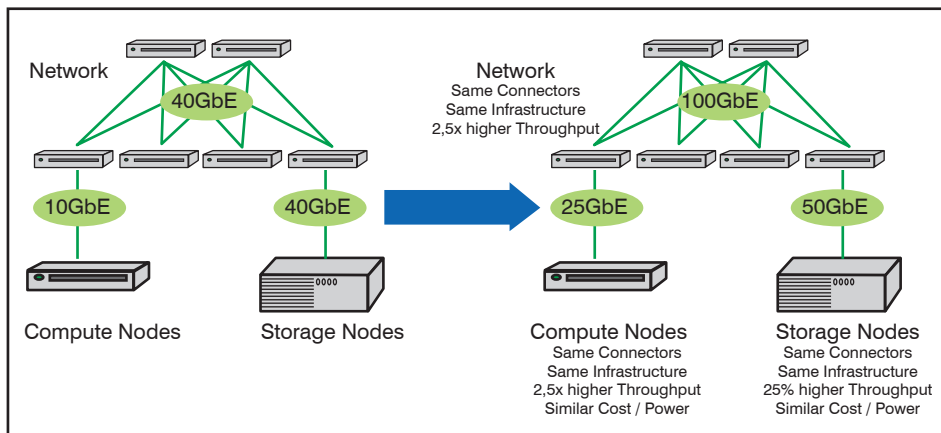 Network
40GbE
10GbE
40GbE
Compute Nodes
Storage Nodes
Network
Same Connectors
Same Infrastructure
2,5x higher Throughput
100GbE
25GbE
50GbE
Compute Nodes
Same Connectors
Same Infrastructure
2,5x higher Throughput
Similar Cost / Power
Storage Nodes
Same Connectors
Same Infrastructure
25% higher Throughput
Similar Cost / Power